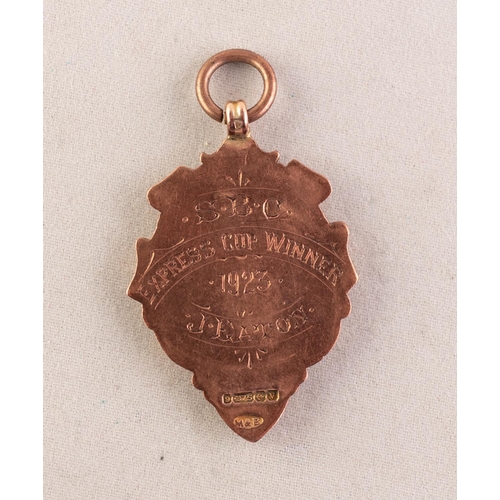 · S · B · C ·
EXPRESS CUP WINNER
· 1923 ·
· J. EATON ·